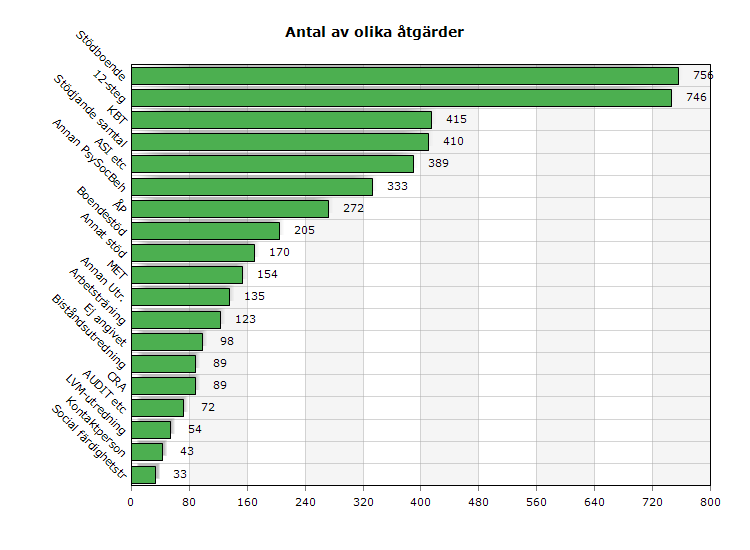 Antal av olika åtgärder
Stödboende 756
12-steg 746
KBT 415
Stödjande samtal 410
ASI etc 389
Annan PsySocBeh 333
ÅP 272
Boendestöd 205
Annat stöd 170
MET 154
Annan Utr. 135
Arbetsträning 123
Ej angivet 98
Biståndsutredning 89
CRA 89
AUDIT etc 72
LVM-utredning 54
Kontaktperson 43
Social färdighetstr 33
0 80 160 240 320 400 480 560 640 720 800